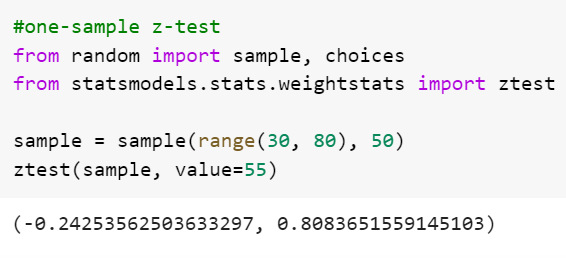 #one-sample z-test
from random import sample, choices
from statsmodels.stats.weightstats import ztest
sample = sample(range(30, 80), 50)
ztest(sample, value=55)
(-0.24253562503633297, 0.8083651559145103)